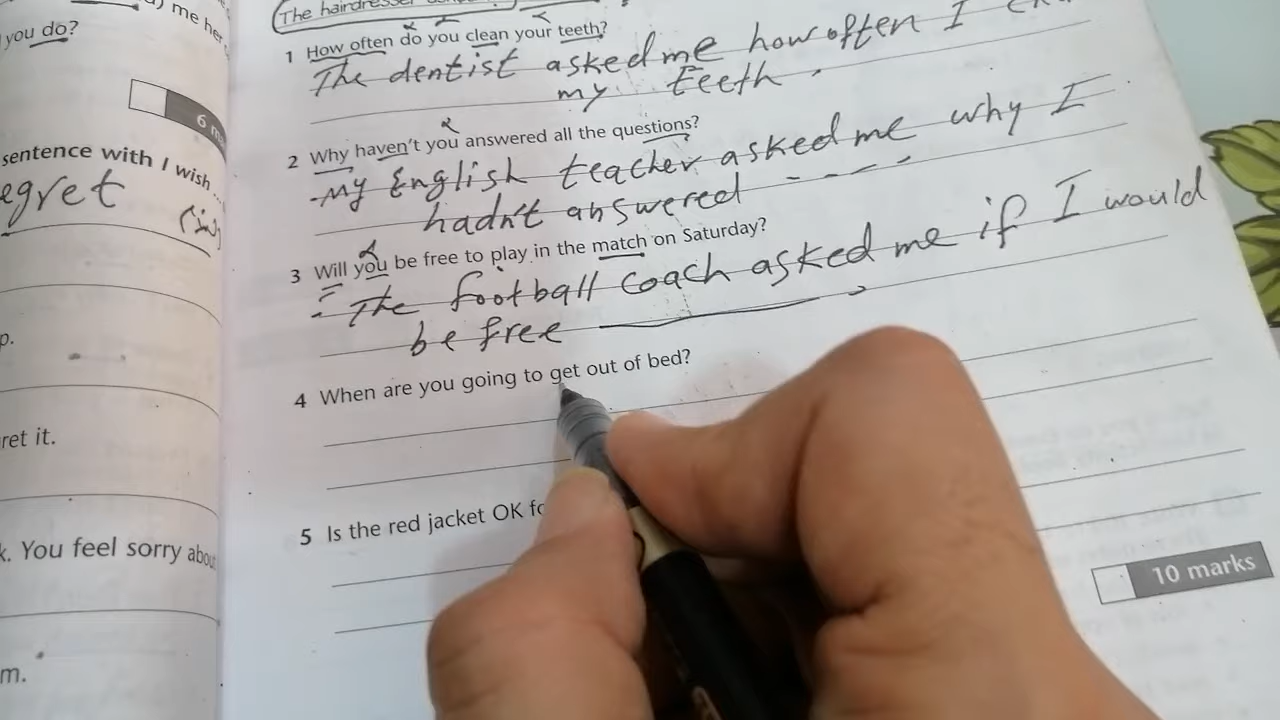 you do?
me her
6 m
sentence with I wish ...
egret
(in)
p.
ret it.
k. You feel sorry about
m.
The hairdresser
1 How often do you clean your teeth?
The dentist asked me how often I
my teeth.
2 Why haven't you answered all the questions?
My English teacher asked me why I
hadn't answered
3 Will you be free to play in the match on Saturday?
The football coach asked me if I would
be free
4 When are you going to get out of bed?
5 Is the red jacket OK fo
10 marks